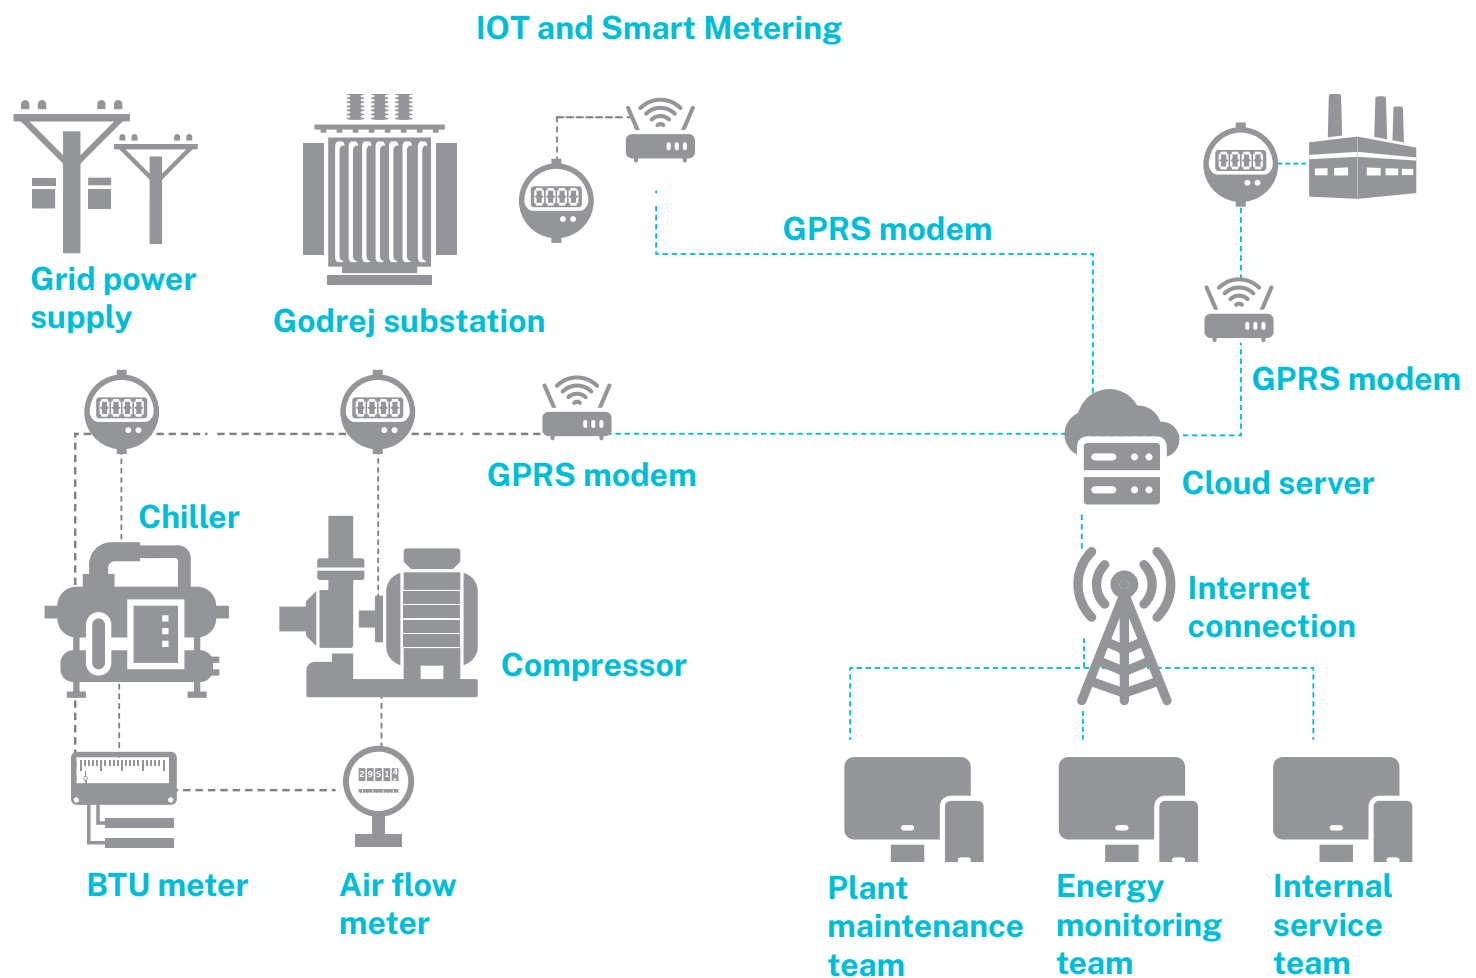 IOT and Smart Metering
GPRS modem
Grid power
supply
Godrej substation
GPRS modem
GPRS modem
Cloud server
Chiller
Internet
connection
Compressor
29514
BTU meter
Air flow
meter
Plant
maintenance
team
Energy
monitoring
team
Internal
service
team